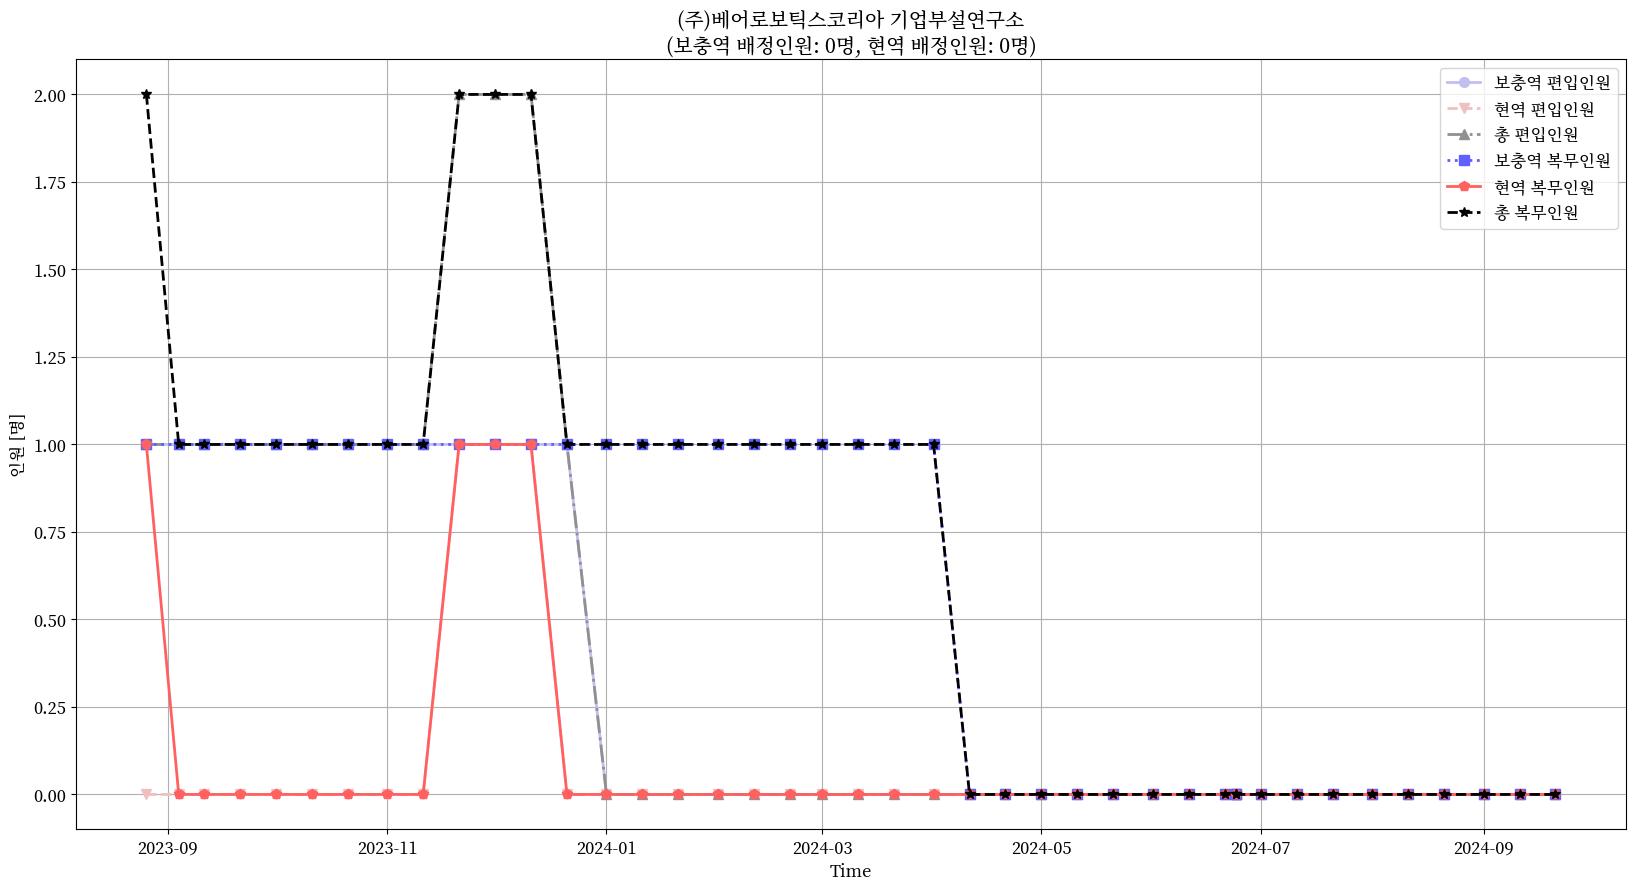 (주)베어로보틱스코리아 기업부설연구소
(보충역 배정인원: 0명, 현역 배정인원: 0명)
보충역 편입인원
현역 편입인원
총 편입인원
보충역 복무인원
현역 복무인원
총 복무인원
인원 [명]
2.00
1.75
1.50
1.25
1.00
0.75
0.50
0.25
0.00
2023-09 2023-11 2024-01 2024-03 2024-05 2024-07 2024-09
Time